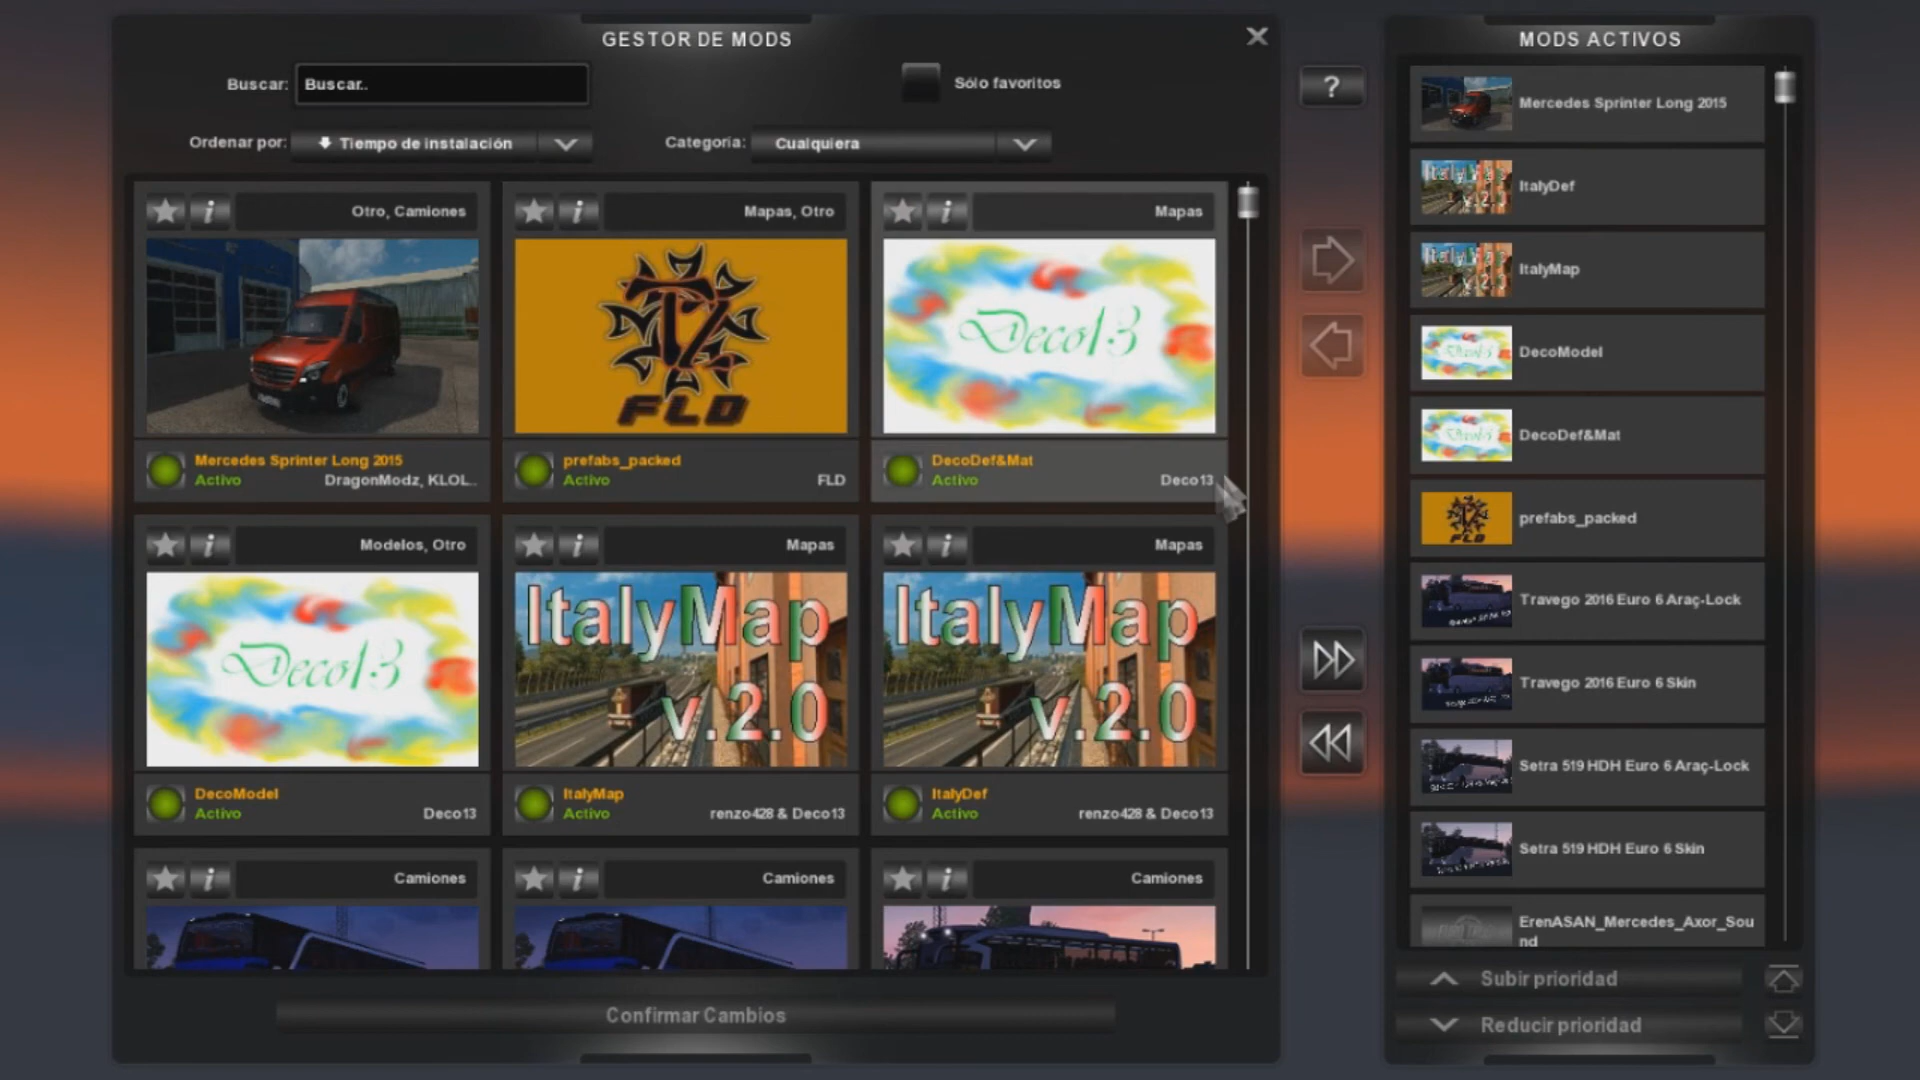 GESTOR DE MODS
Buscar: Buscar..
Sólo favoritos
Ordenar por: Tiempo de instalación
Categoría: Cualquiera
Otro, Camiones
Mapas, Otro
Mapas
FLD
Deco13
Mercedes Sprinter Long 2015
Activo DragonModz, KLOL..
prefabs_packed
Activo FLD
DecoDef&Mat
Activo Deco13
Modelos, Otro
Mapas
Mapas
Deco13
ItalyMap
v.2.0
ItalyMap
v.2.0
DecoModel
Activo Deco13
ItalyMap
Activo renzo428 & Deco13
ItalyDef
Activo renzo428 & Deco13
Camiones
Camiones
Camiones
Confirmar Cambios
?
MODS ACTIVOS
Mercedes Sprinter Long 2015
ItalyDef
ItalyMap
DecoModel
DecoDef&Mat
prefabs_packed
Travego 2016 Euro 6 Araç-Lock
Travego 2016 Euro 6 Skin
Setra 519 HDH Euro 6 Araç-Lock
Setra 519 HDH Euro 6 Skin
ErenASAN_Mercedes_Axor_Sou
nd
Subir prioridad
Reducir prioridad